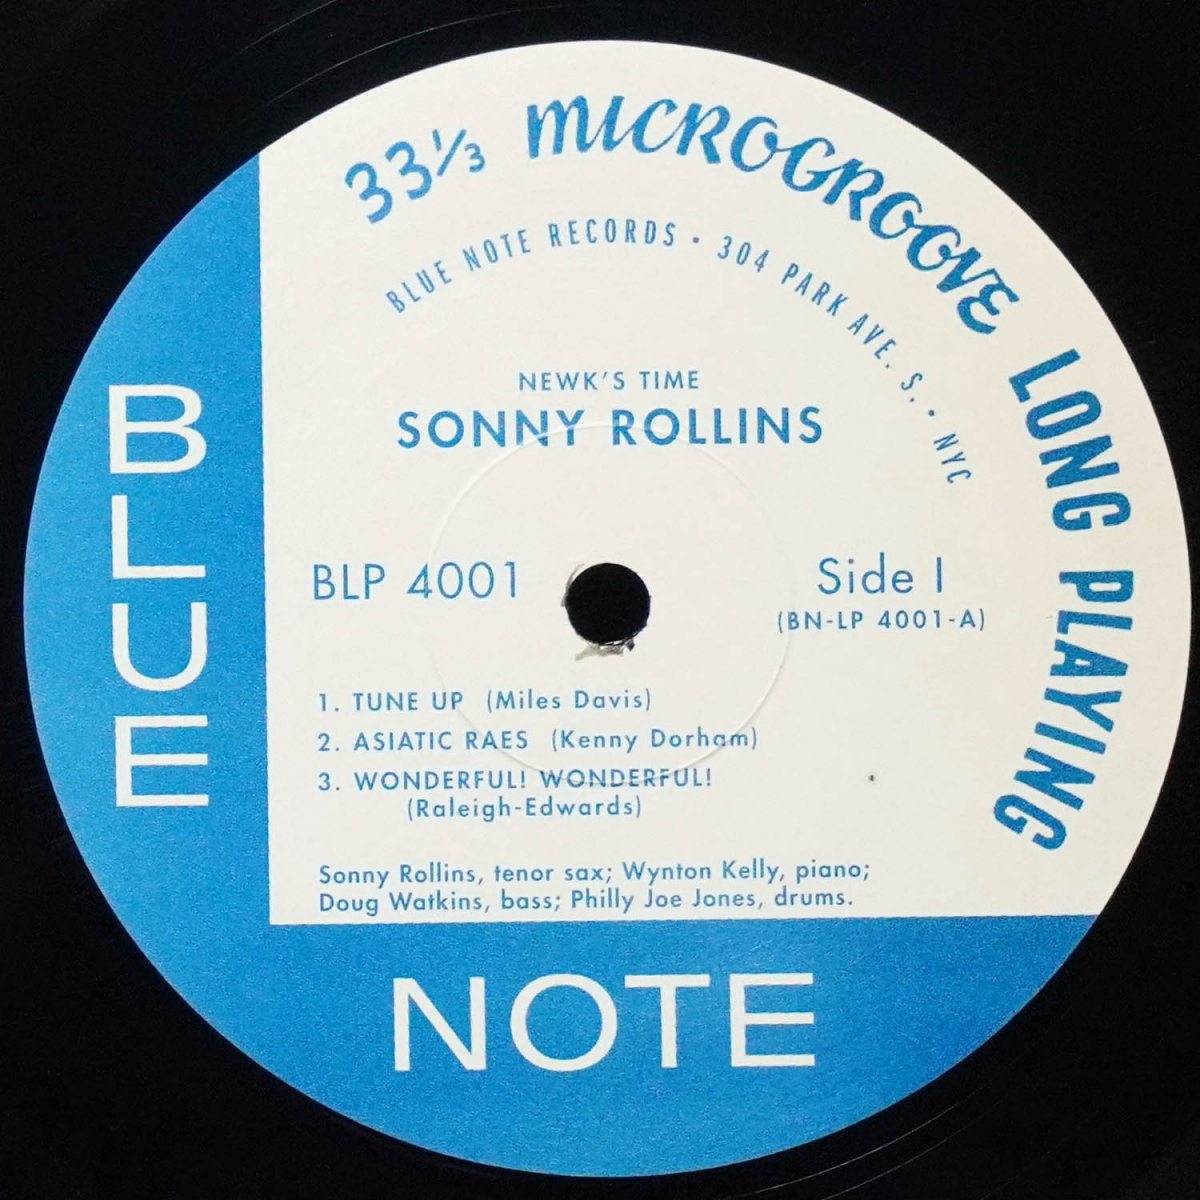 33⅓ MICROGROOVE LONG PLAYING
BLUE NOTE RECORDS · 304 PARK AVE. S. · NYC
NEWK'S TIME
SONNY ROLLINS
BLP 4001
Side I
(BN-LP 4001-A)
1. TUNE UP (Miles Davis)
2. ASIATIC RAES (Kenny Dorham)
3. WONDERFUL! WONDERFUL!
(Raleigh-Edwards)
Sonny Rollins, tenor sax; Wynton Kelly, piano;
Doug Watkins, bass; Philly Joe Jones, drums.
BLUE
NOTE